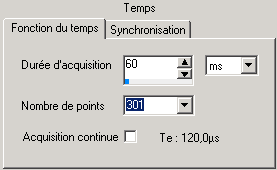 Temps
Fonction du temps Synchronisation
Durée d'acquisition 60 ms
Nombre de points 301
Acquisition continue Te : 120,0µs